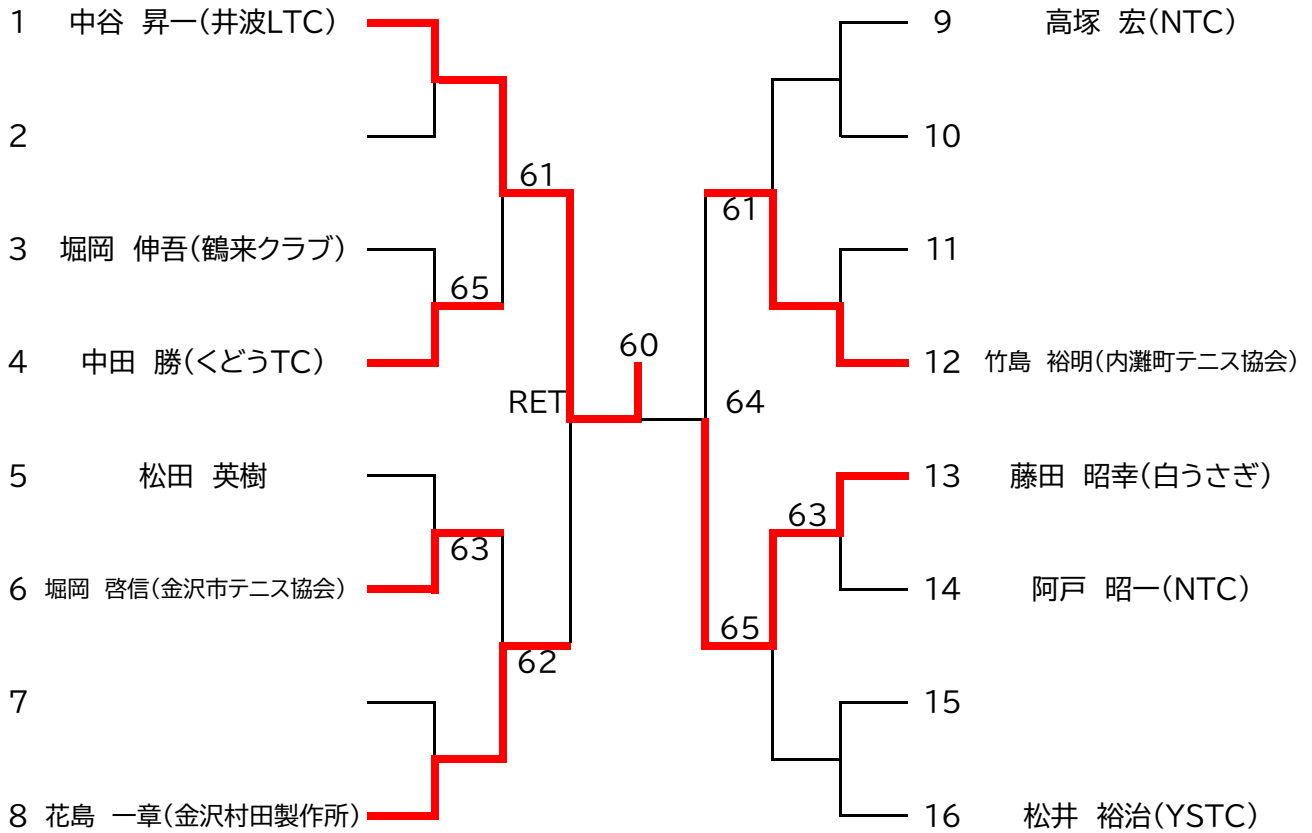 1 中谷 昇一(井波LTC)
2
61
3 堀岡 伸吾(鶴来クラブ)
65
4 中田 勝(くどうTC)
60
RET
5 松田 英樹
63
6 堀岡 啓信(金沢市テニス協会)
62
7
8 花島 一章(金沢村田製作所)
9 高塚 宏(NTC)
10
61
11
12 竹島 裕明(内灘町テニス協会)
64
13 藤田 昭幸(白うさぎ)
63
14 阿戸 昭一(NTC)
65
15
16 松井 裕治(YSTC)